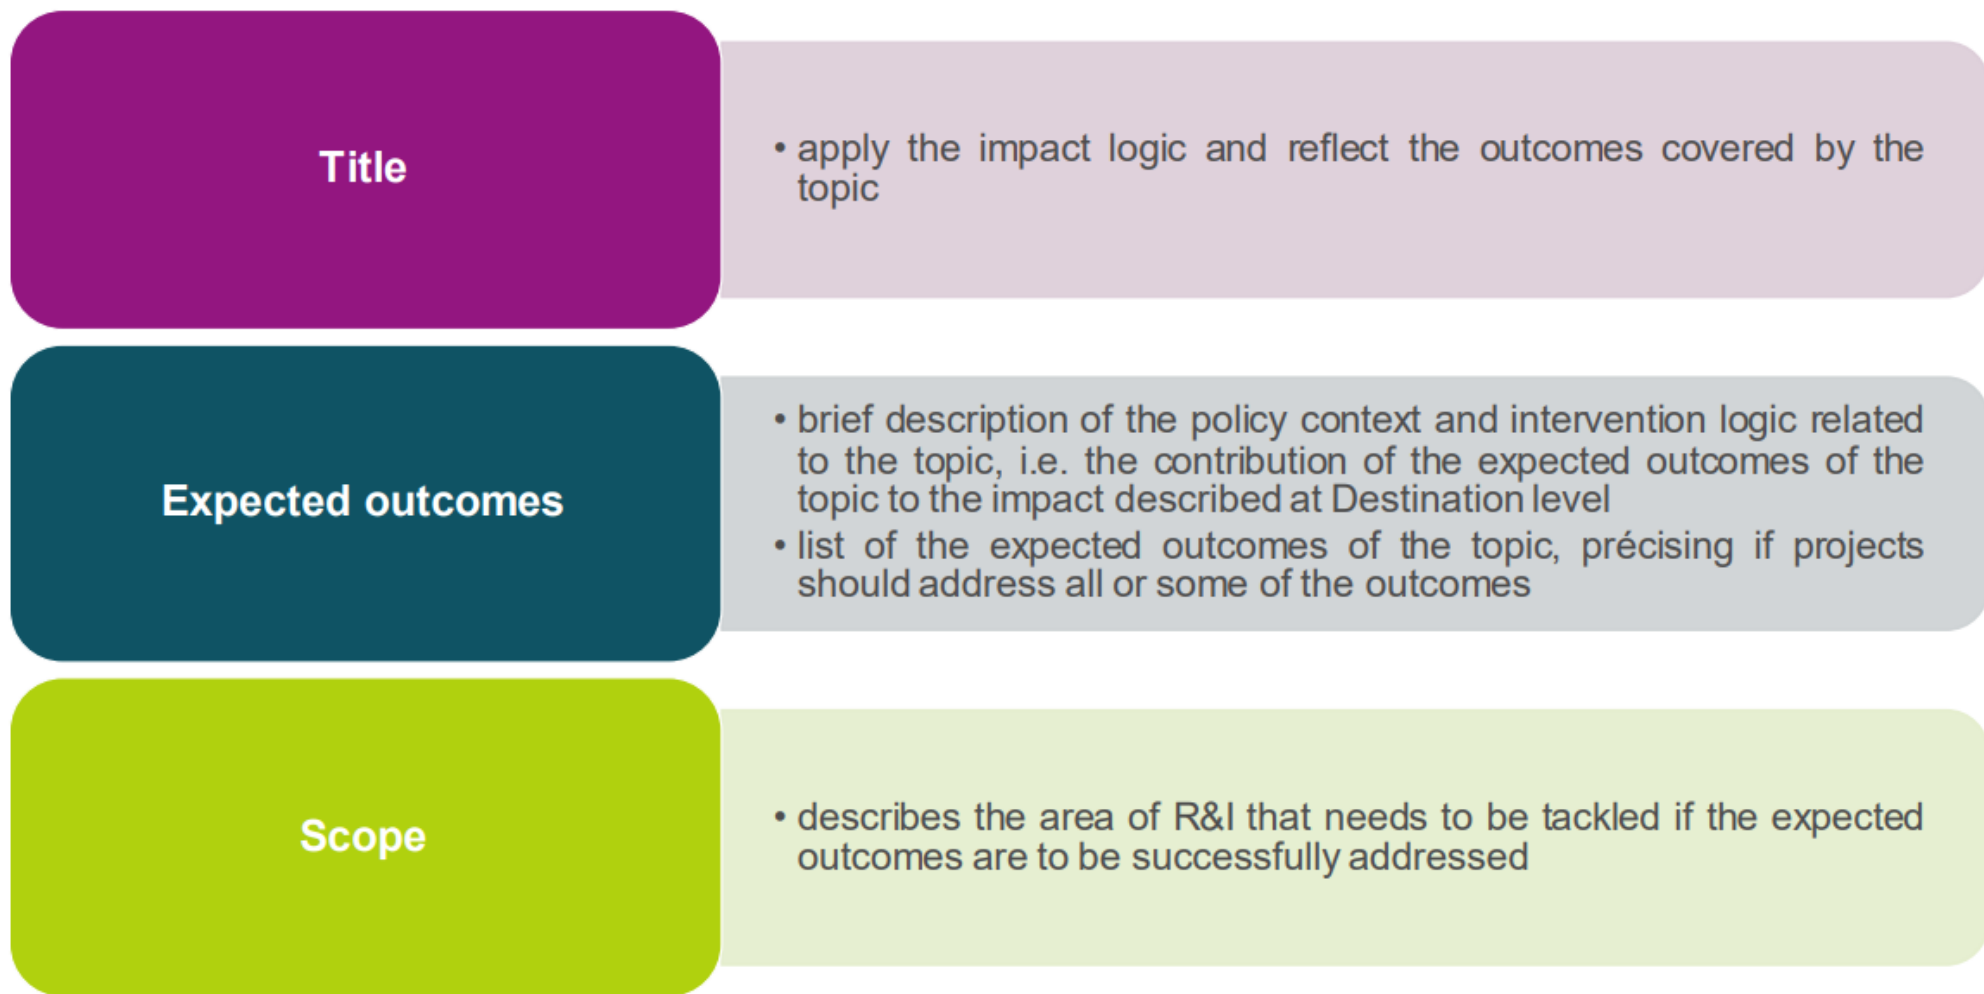 Title
• apply the impact logic and reflect the outcomes covered by the
topic
Expected outcomes
• brief description of the policy context and intervention logic related
to the topic, i.e. the contribution of the expected outcomes of the
topic to the impact described at Destination level
• list of the expected outcomes of the topic, précising if projects
should address all or some of the outcomes
Scope
• describes the area of R&I that needs to be tackled if the expected
outcomes are to be successfully addressed